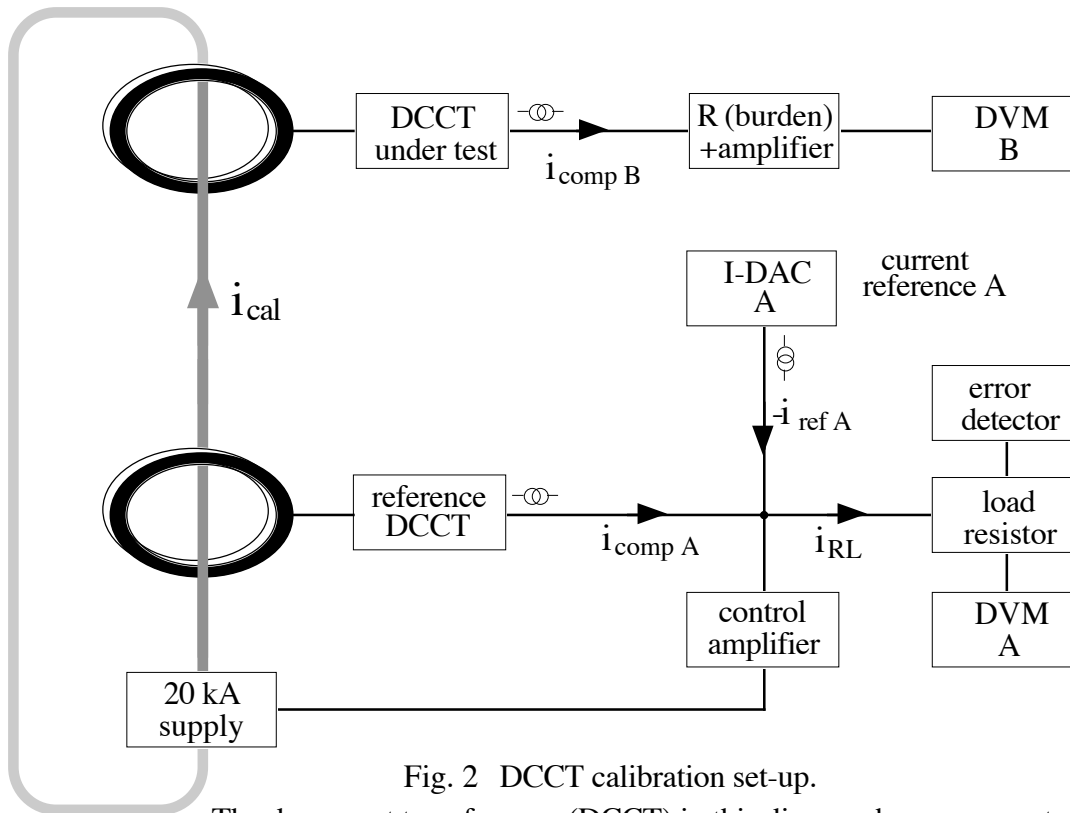 DCCT
under test
i comp B
R (burden)
+amplifier
DVM
B
I-DAC
A
current
reference A
i cal
-i ref A
error
detector
reference
DCCT
i comp A
i RL
load
resistor
control
amplifier
DVM
A
20 kA
supply
Fig. 2 DCCT calibration set-up.